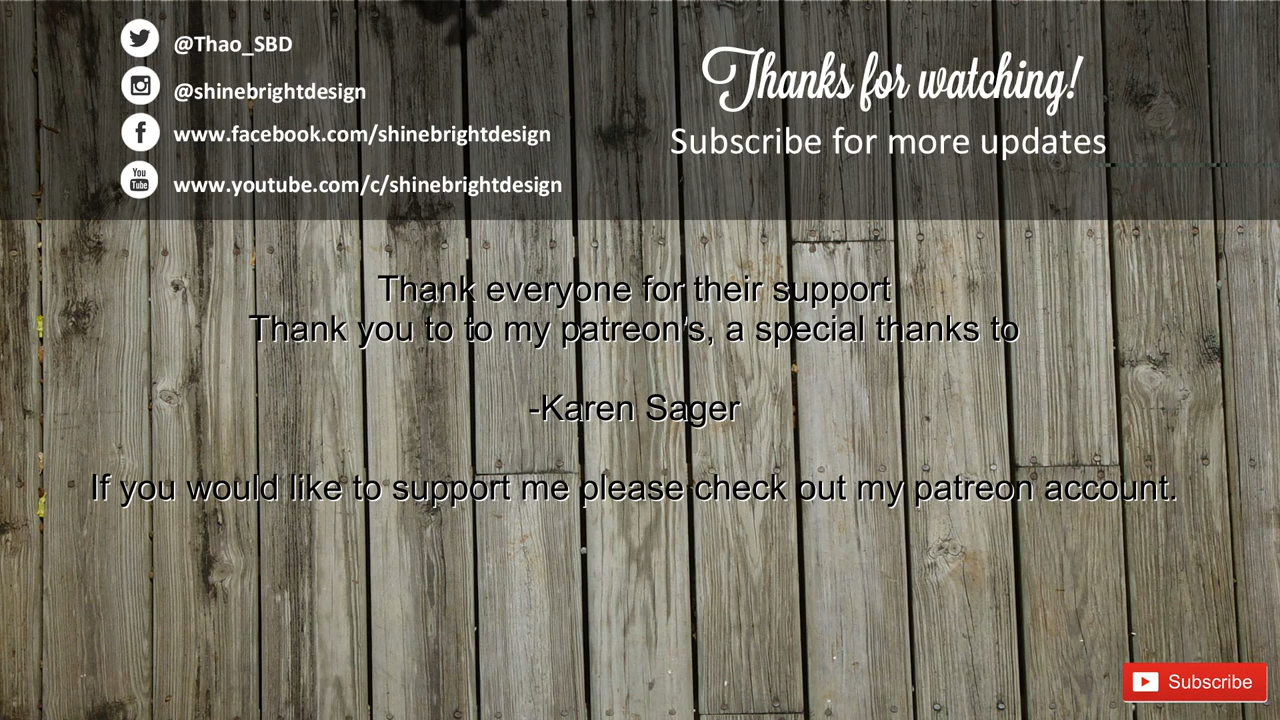 @Thao_SBD
@shinebrightdesign
www.facebook.com/shinebrightdesign
You
Tube
www.youtube.com/c/shinebrightdesign
Thanks for watching!
Subscribe for more updates
Thank everyone for their support
Thank you to to my patreon's, a special thanks to
-Karen Sager
If you would like to support me please check out my patreon account.
Subscribe